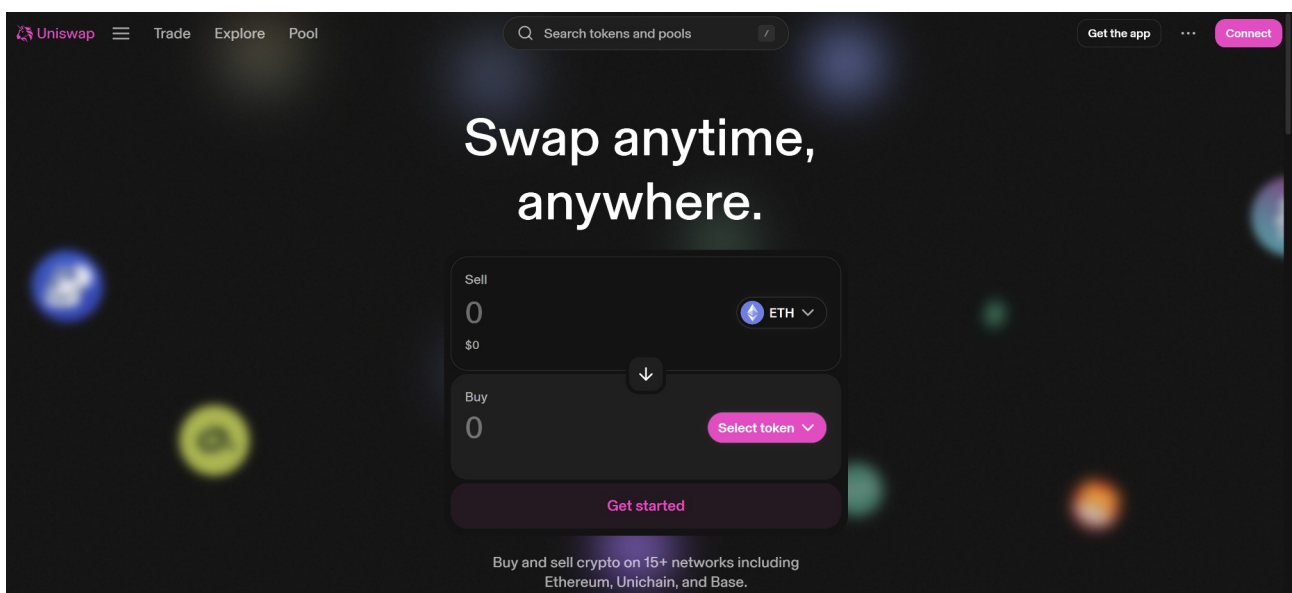 Uniswap
Trade
Explore
Pool
Search tokens and pools
/
Get the app
Connect
Swap anytime,
anywhere.
Sell
0
ETH
$0
Buy
0
Select token
Get started
Buy and sell crypto on 15+ networks including
Ethereum, Unichain, and Base.